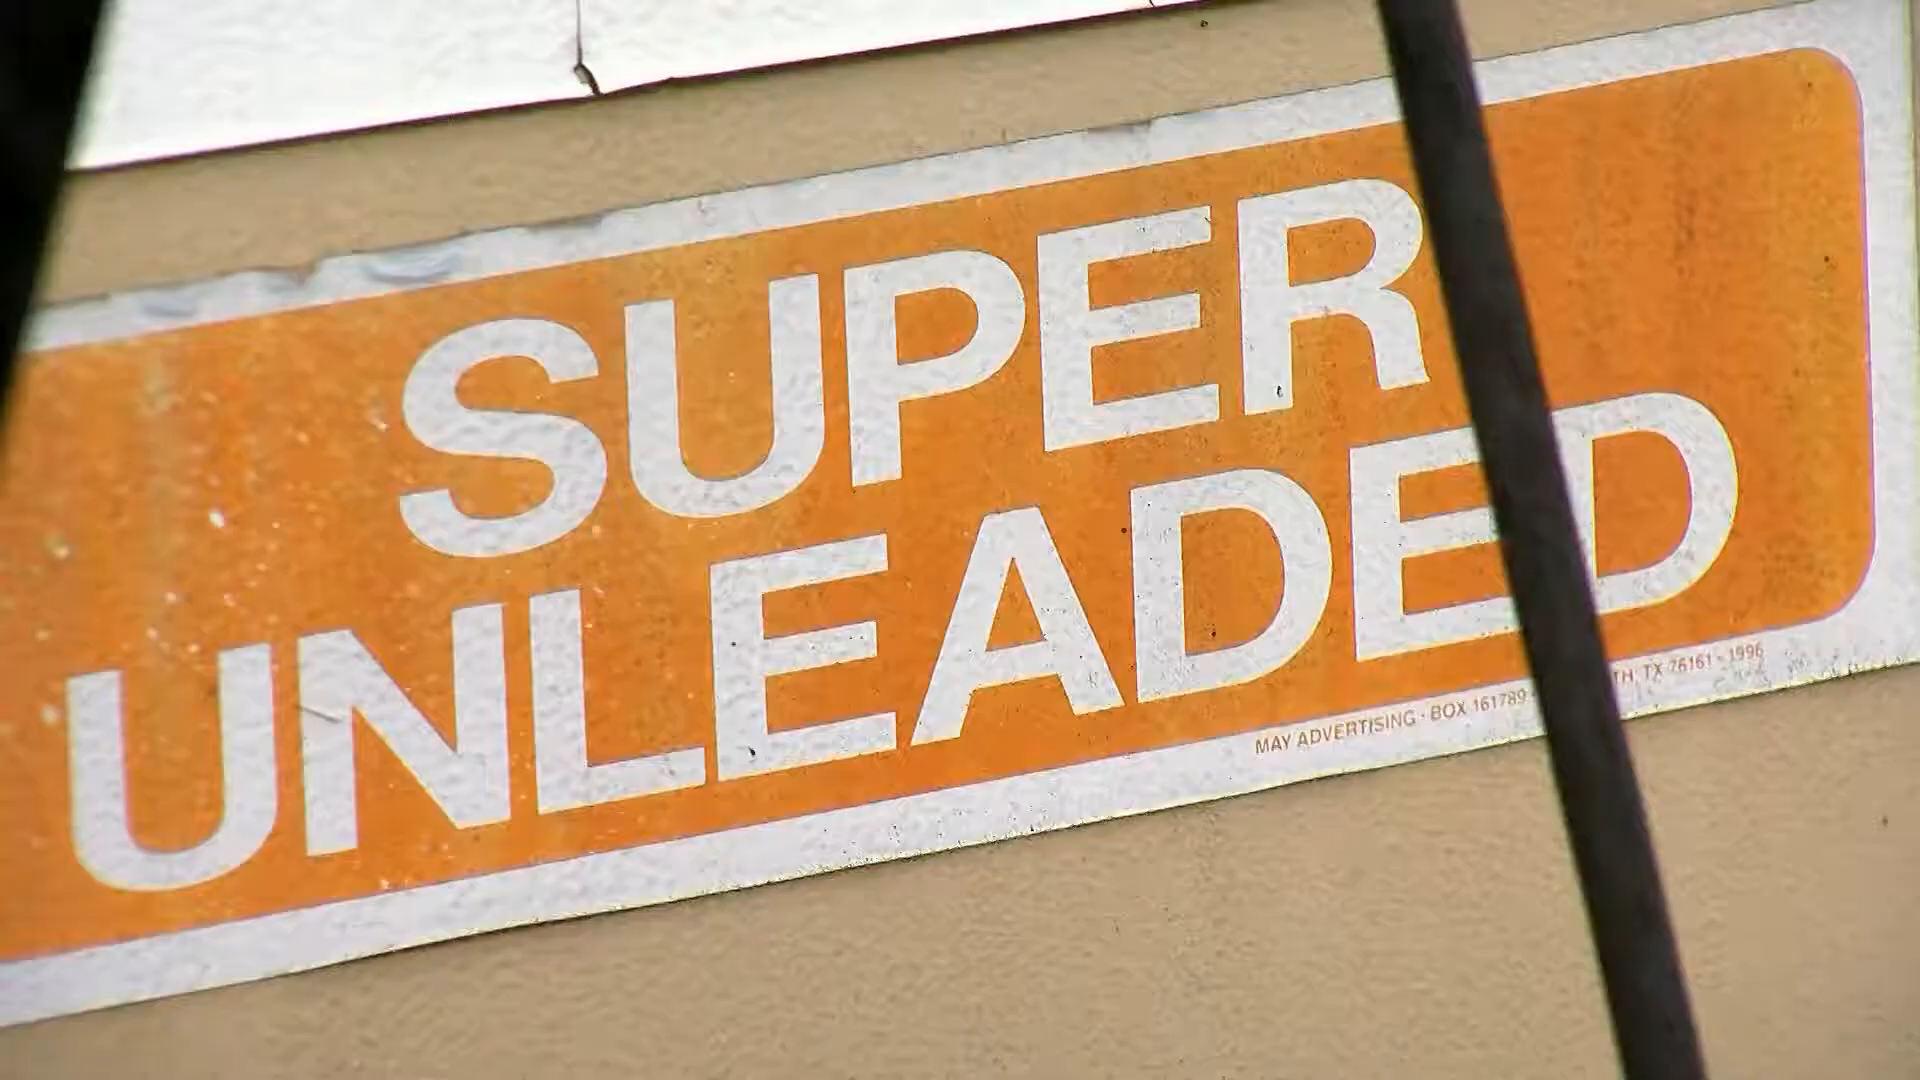 SUPER
UNLEADED
MAY ADVERTISING · BOX 161789 TX 76161 · 1996